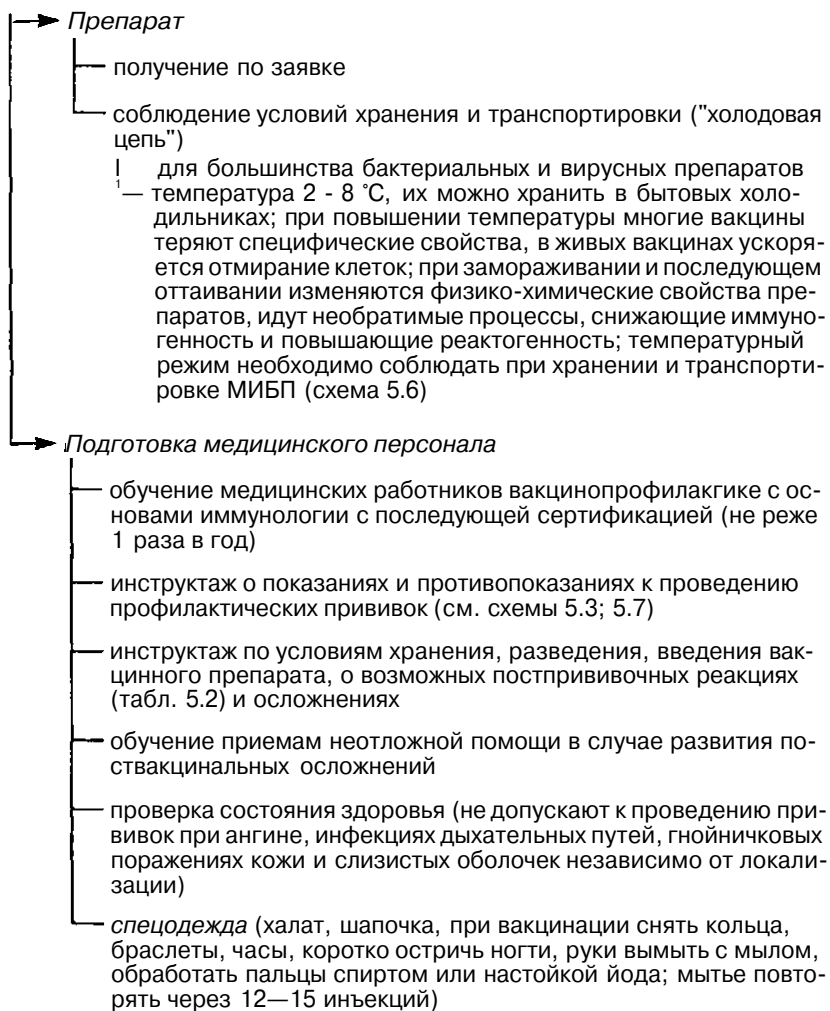 Препарат
получение по заявке
соблюдение условий хранения и транспортировки ("холодовая
цепь")
для большинства бактериальных и вирусных препаратов
температура 2 - 8 °С, их можно хранить в бытовых холо-
дильниках; при повышении температуры многие вакцины
теряют специфические свойства, в живых вакцинах ускоря-
ется отмирание клеток; при замораживании и последующем
оттаивании изменяются физико-химические свойства пре-
паратов, идут необратимые процессы, снижающие иммуно-
генность и повышающие реактогенность; температурный
режим необходимо соблюдать при хранении и транспорти-
ровке МИБП (схема 5.6)
Подготовка медицинского персонала
обучение медицинских работников вакцинопрофилакгике с ос-
новами иммунологии с последующей сертификацией (не реже
1 раза в год)
инструктаж о показаниях и противопоказаниях к проведению
профилактических прививок (см. схемы 5.3; 5.7)
инструктаж по условиям хранения, разведения, введения вак-
цинного препарата, о возможных постпрививочных реакциях
(табл. 5.2) и осложнениях
обучение приемам неотложной помощи в случае развития по-
ствакцинальных осложнений
проверка состояния здоровья (не допускают к проведению при-
вивок при ангине, инфекциях дыхательных путей, гнойничковых
поражениях кожи и слизистых оболочек независимо от локали-
зации)
спецодежда (халат, шапочка, при вакцинации снять кольца,
браслеты, часы, коротко остричь ногти, руки вымыть с мылом,
обработать пальцы спиртом или настойкой йода; мытье повто-
рять через 12—15 инъекций)